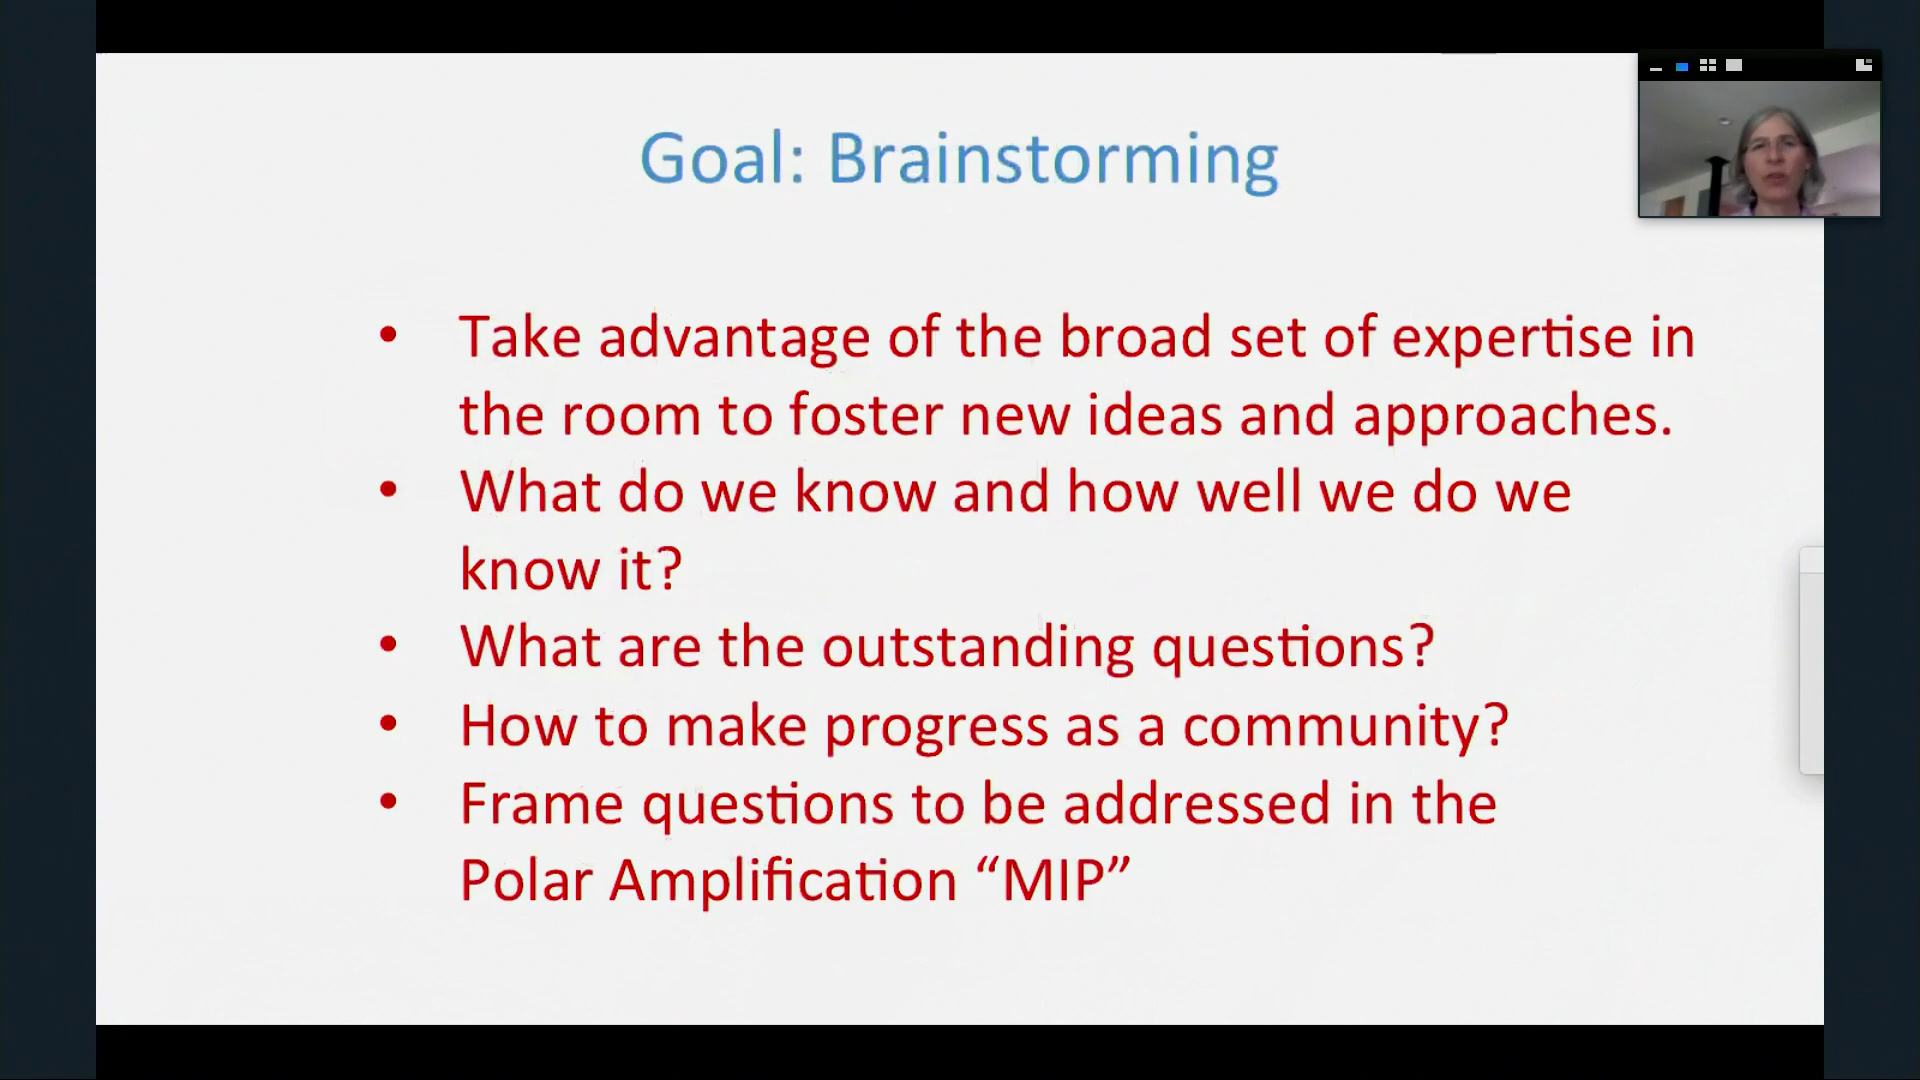 Goal: Brainstorming
• Take advantage of the broad set of expertise in
the room to foster new ideas and approaches.
• What do we know and how well we do we
know it?
• What are the outstanding questions?
• How to make progress as a community?
• Frame questions to be addressed in the
Polar Amplification “MIP”